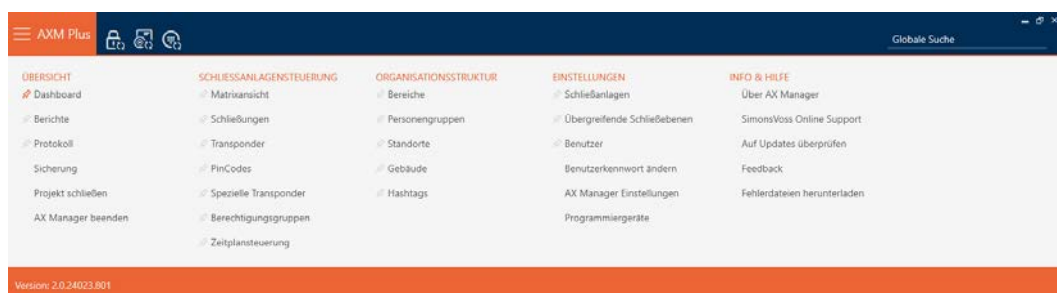 AXM Plus
Globale Suche
ÜBERSICHT
Dashboard
Berichte
Protokoll
Sicherung
Projekt schließen
AX Manager beenden
SCHLIESSANLAGENSTEUERUNG
Matrixansicht
Schließungen
Transponder
PinCodes
Spezielle Transponder
Berechtigungsgruppen
Zeitplansteuerung
ORGANISATIONSSTRUKTUR
Bereiche
Personengruppen
Standorte
Gebäude
Hashtags
EINSTELLUNGEN
Schließanlagen
Übergreifende Schließebenen
Benutzer
Benutzerkennwort ändern
AX Manager Einstellungen
Programmiergeräte
INFO & HILFE
Über AX Manager
SimonsVoss Online Support
Auf Updates überprüfen
Feedback
Fehlerdateien herunterladen
Version: 2.0.24023.801